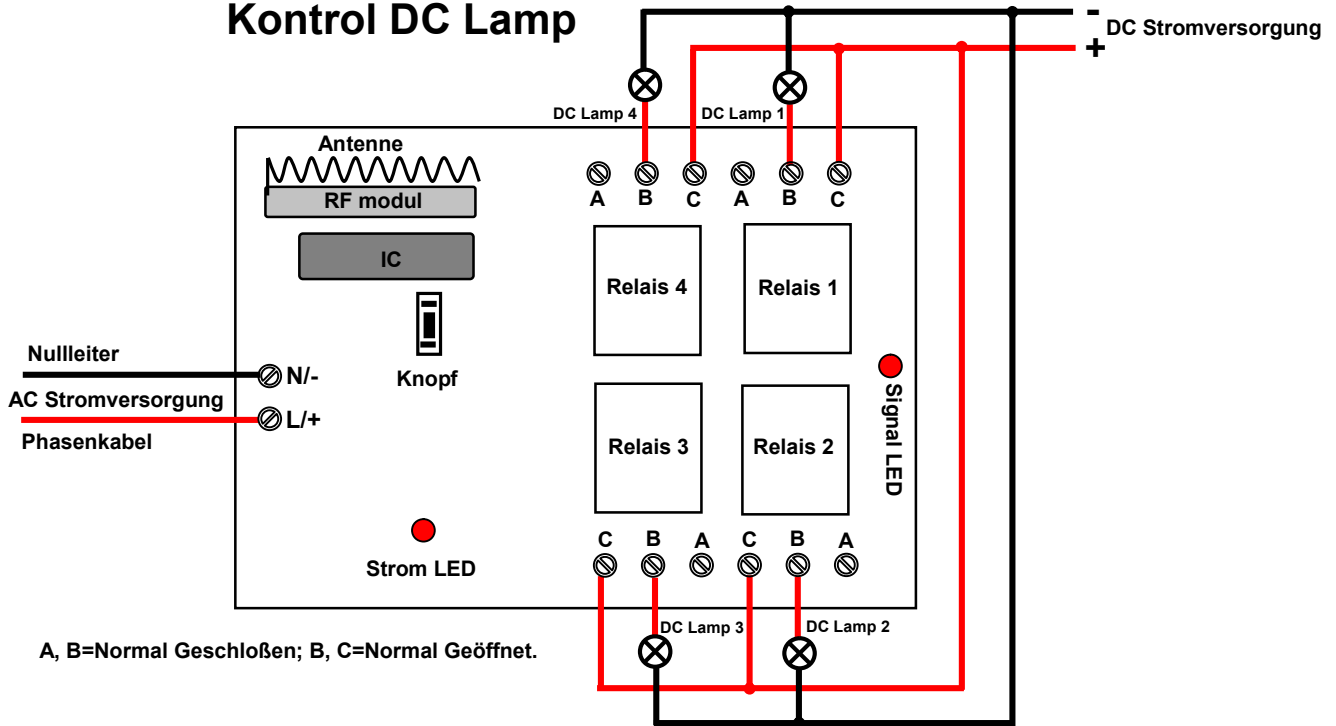 Kontrol DC Lamp
-
DC Stromversorgung
+
DC Lamp 4
DC Lamp 1
Antenne
RF modul
IC
A B C A B C
Relais 4
Relais 1
Nullleiter
N/-
Knopf
AC Stromversorgung
L/+
Phasenkabel
Signal LED
Relais 3
Relais 2
C B A C B A
Strom LED
DC Lamp 3
DC Lamp 2
A, B=Normal Geschloßen; B, C=Normal Geöffnet.